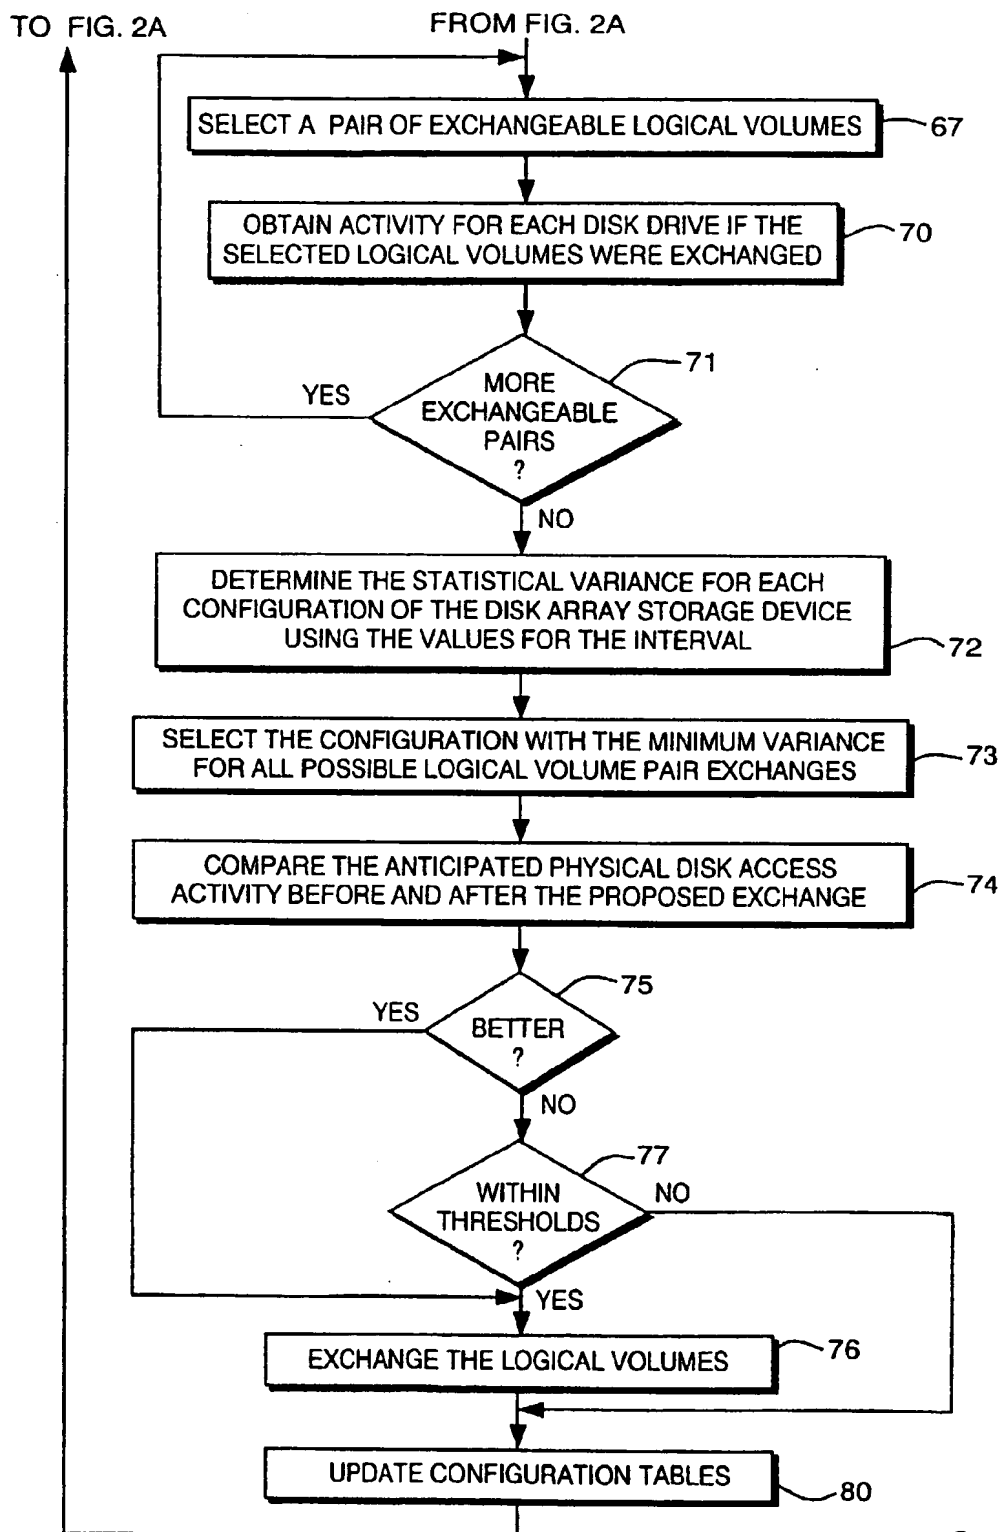 TO FIG. 2A
FROM FIG. 2A
SELECT A PAIR OF EXCHANGEABLE LOGICAL VOLUMES
67
OBTAIN ACTIVITY FOR EACH DISK DRIVE IF THE
SELECTED LOGICAL VOLUMES WERE EXCHANGED
70
71
MORE
EXCHANGEABLE
PAIRS
?
YES
NO
DETERMINE THE STATISTICAL VARIANCE FOR EACH
CONFIGURATION OF THE DISK ARRAY STORAGE DEVICE
USING THE VALUES FOR THE INTERVAL
72
SELECT THE CONFIGURATION WITH THE MINIMUM VARIANCE
FOR ALL POSSIBLE LOGICAL VOLUME PAIR EXCHANGES
73
COMPARE THE ANTICIPATED PHYSICAL DISK ACCESS
ACTIVITY BEFORE AND AFTER THE PROPOSED EXCHANGE
74
75
YES
BETTER
?
NO
77
WITHIN
THRESHOLDS
?
NO
YES
EXCHANGE THE LOGICAL VOLUMES
76
UPDATE CONFIGURATION TABLES
80